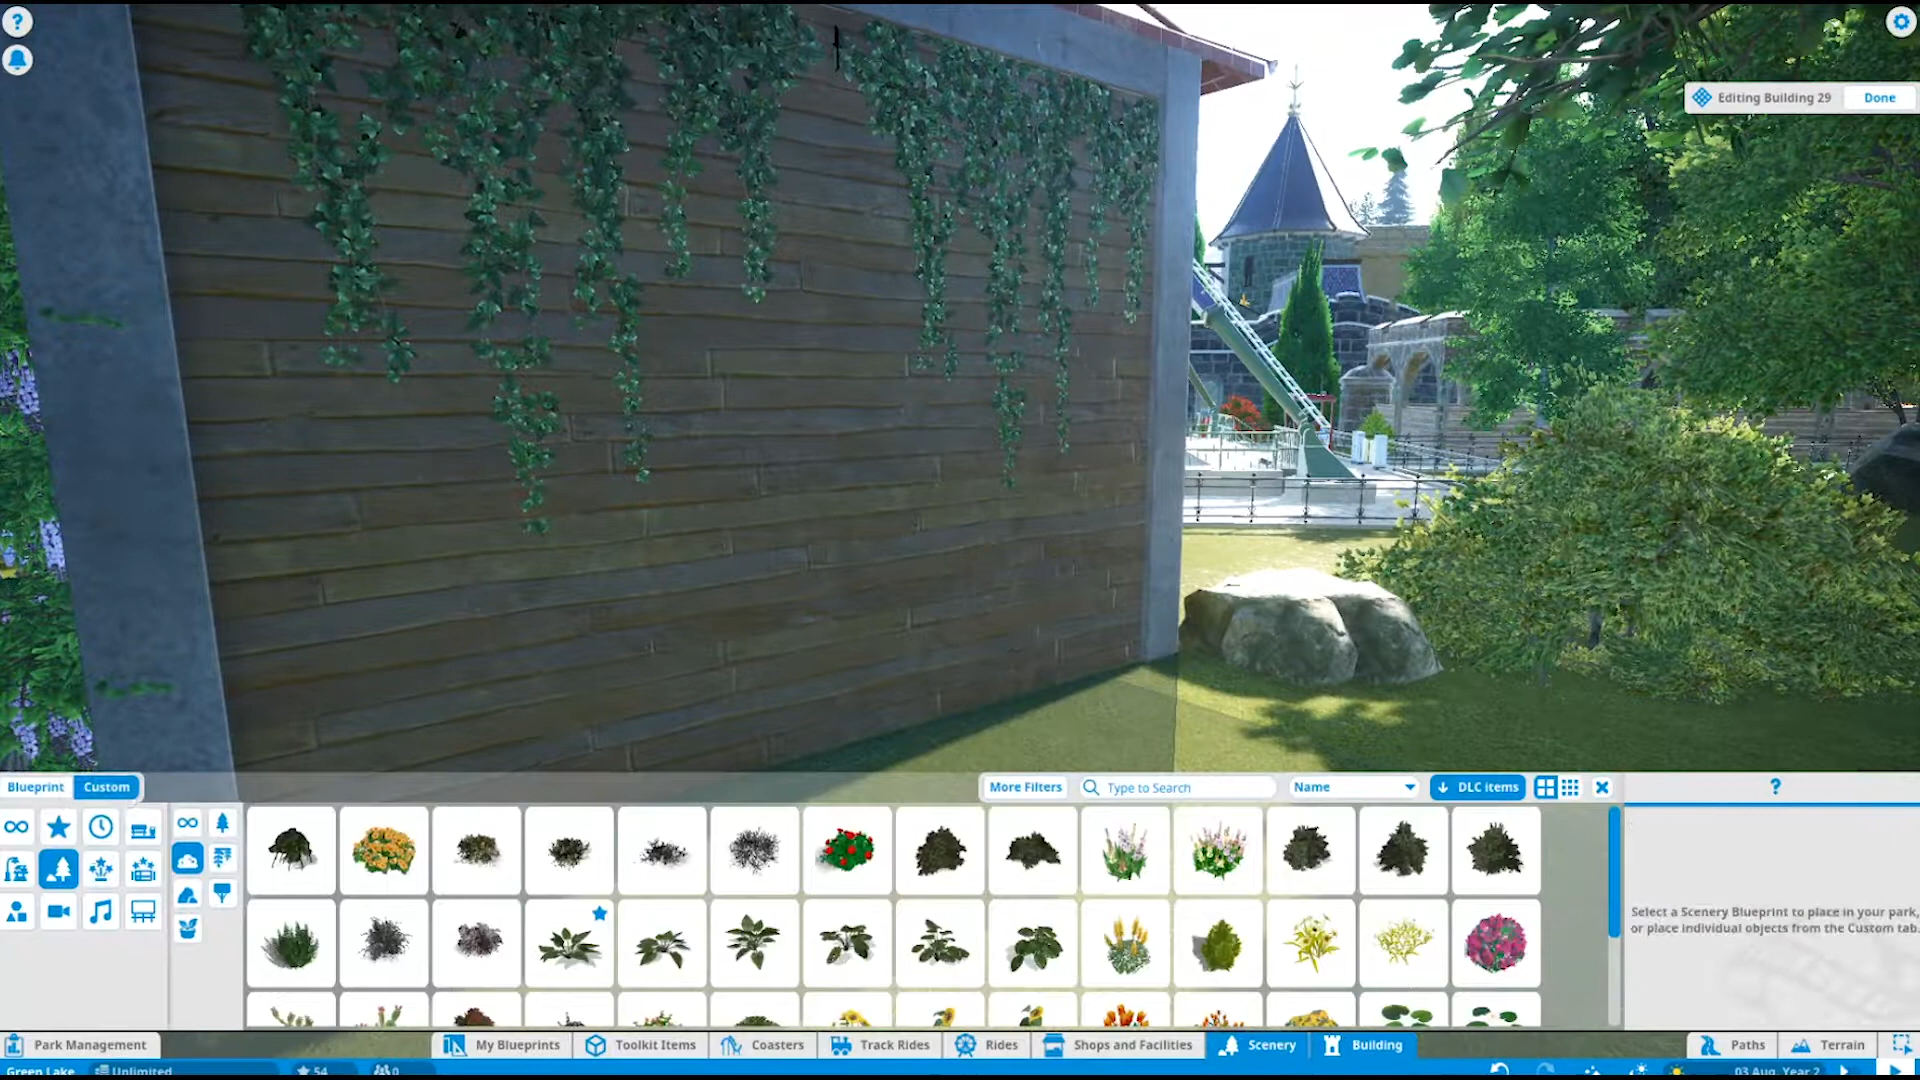 ?
Editing Building 29 Done
Blueprint Custom
More Filters Type to Search Name DLC items
?
Select a Scenery Blueprint to place in your park,
or place individual objects from the Custom tab.
Park Management My Blueprints Toolkit Items Coasters Track Rides Rides Shops and Facilities Scenery Building Paths Terrain
Green Lake Unlimited 54 0 03 Aug, Year 2